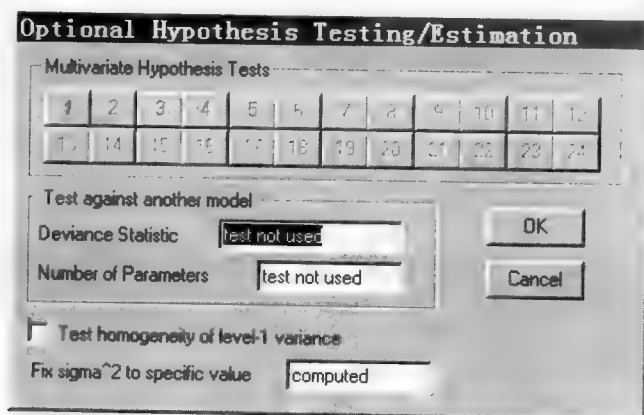 Optional Hypothesis Testing/Estimation
Multivariate Hypothesis Tests
1 2 3 4 5 6 7 8 9 10 11 12
13 14 15 16 17 18 19 20 21 22 23 24
Test against another model
Deviance Statistic test not used
Number of Parameters test not used
OK
Cancel
Test homogeneity of level-1 variance
Fix sigma^2 to specific value computed